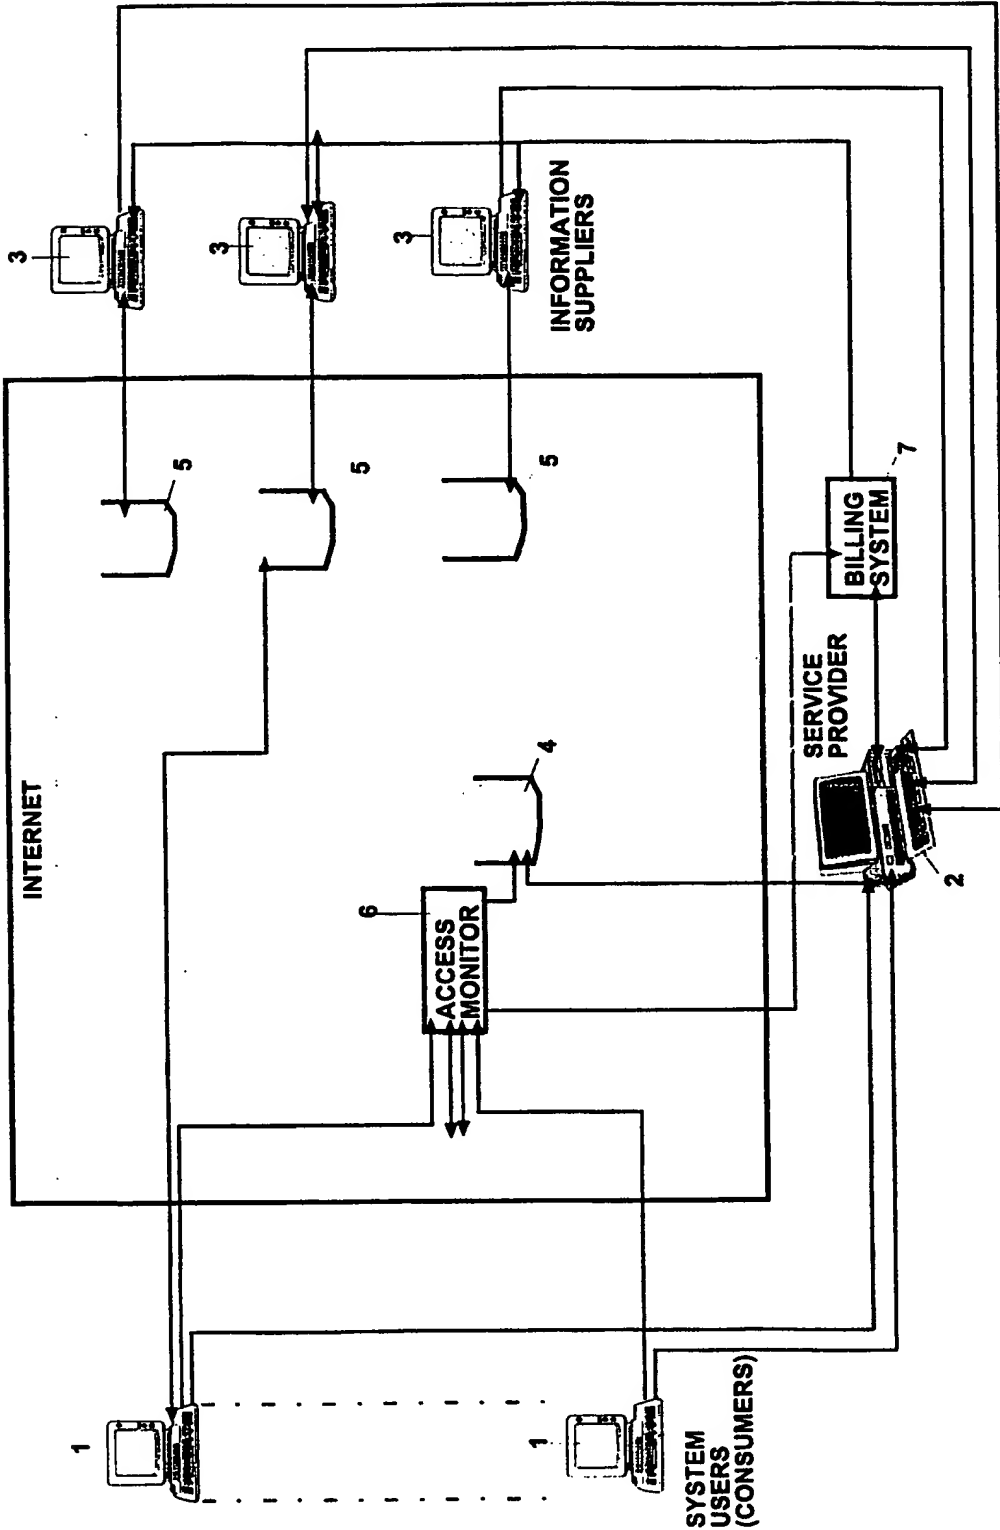 INTERNET
3
3
3
INFORMATION
SUPPLIERS
5
5
5
4
6
ACCESS
MONITOR
BILLING
SYSTEM
7
SERVICE
PROVIDER
2
1
1
SYSTEM
USERS
(CONSUMERS)